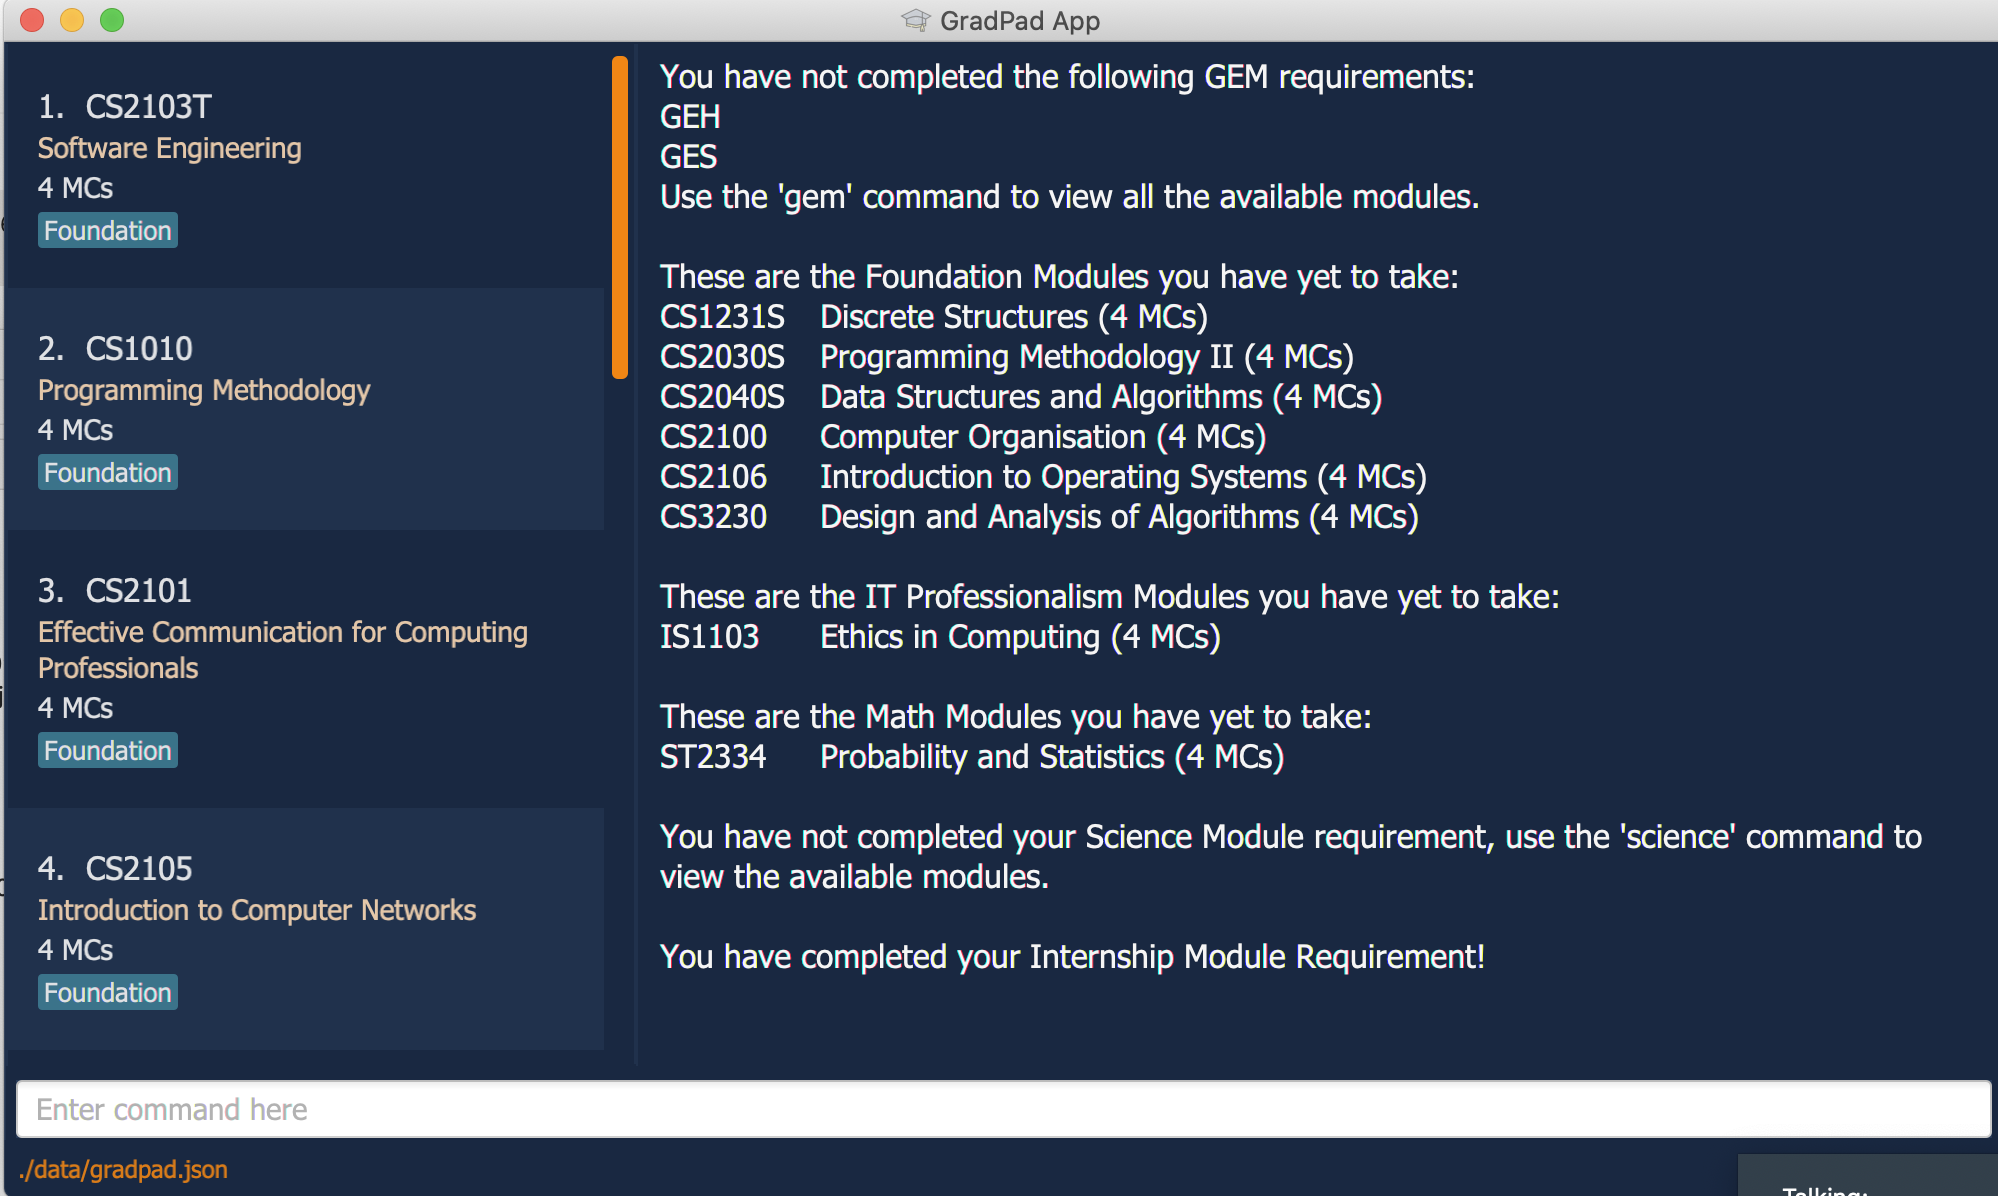 GradPad App
1. CS2103T
Software Engineering
4 MCs
Foundation
2. CS1010
Programming Methodology
4 MCs
Foundation
3. CS2101
Effective Communication for Computing
Professionals
4 MCs
Foundation
4. CS2105
Introduction to Computer Networks
4 MCs
Foundation
You have not completed the following GEM requirements:
GEH
GES
Use the 'gem' command to view all the available modules.
These are the Foundation Modules you have yet to take:
CS1231S Discrete Structures (4 MCs)
CS2030S Programming Methodology II (4 MCs)
CS2040S Data Structures and Algorithms (4 MCs)
CS2100 Computer Organisation (4 MCs)
CS2106 Introduction to Operating Systems (4 MCs)
CS3230 Design and Analysis of Algorithms (4 MCs)
These are the IT Professionalism Modules you have yet to take:
IS1103 Ethics in Computing (4 MCs)
These are the Math Modules you have yet to take:
ST2334 Probability and Statistics (4 MCs)
You have not completed your Science Module requirement, use the 'science' command to
view the available modules.
You have completed your Internship Module Requirement!
Enter command here
./data/gradpad.json
Talking: